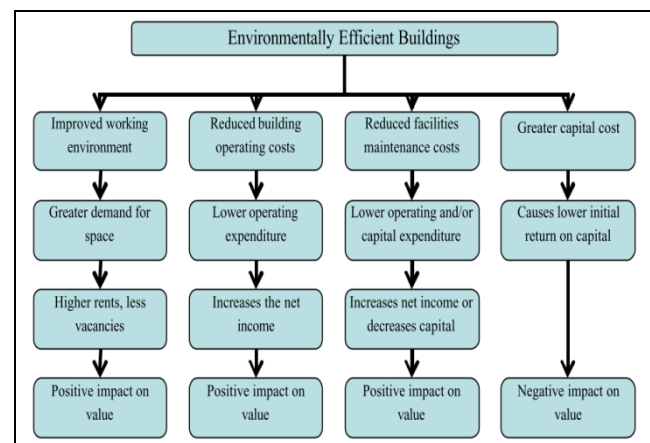 Environmentally Efficient Buildings
Improved working
environment
Reduced building
operating costs
Reduced facilities
maintenance costs
Greater capital cost
Greater demand for
space
Lower operating
expenditure
Lower operating and/or
capital expenditure
Causes lower initial
return on capital
Higher rents, less
vacancies
Increases the net
income
Increases net income or
decreases capital
Positive impact on
value
Positive impact on
value
Positive impact on
value
Negative impact on
value